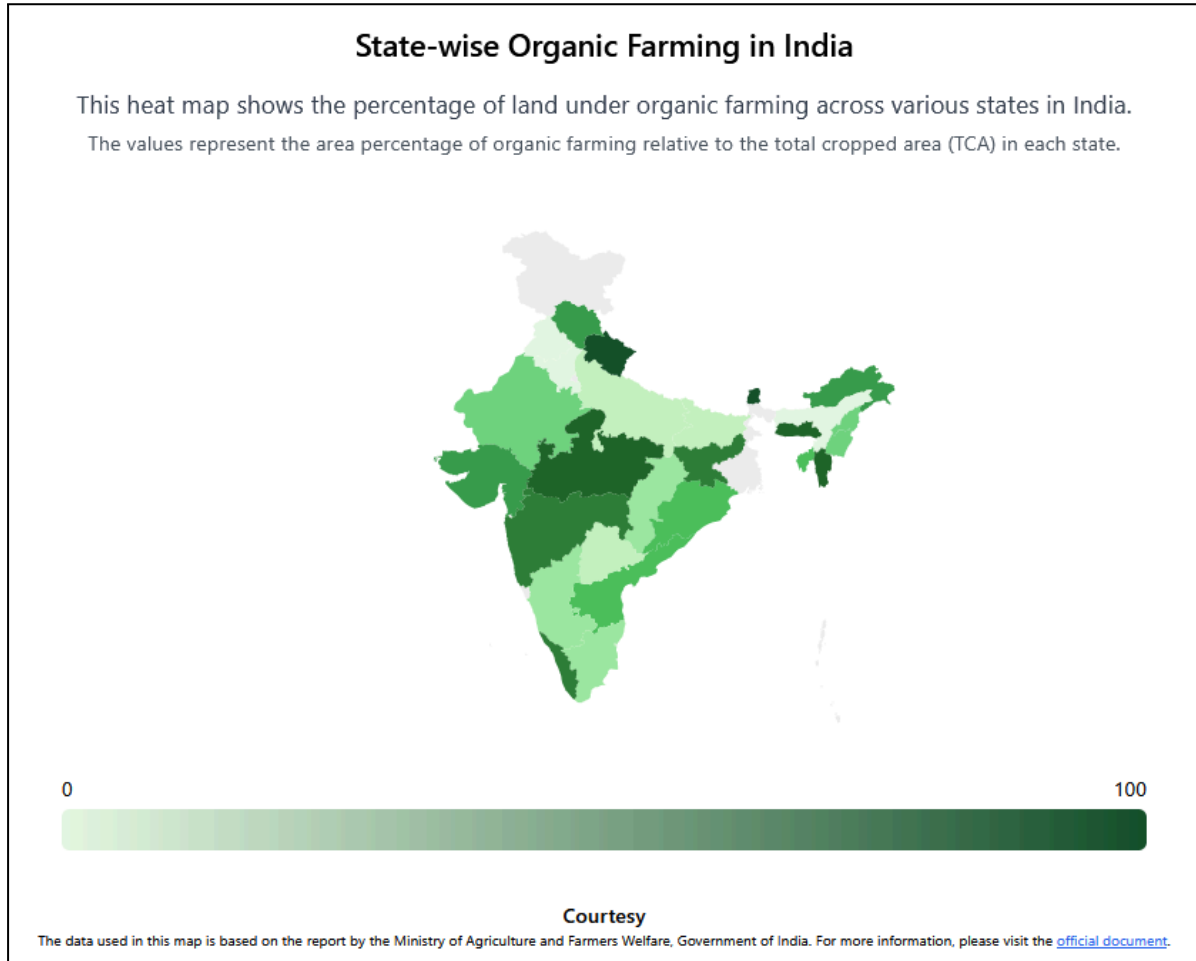 State-wise Organic Farming in India
This heat map shows the percentage of land under organic farming across various states in India.
The values represent the area percentage of organic farming relative to the total cropped area (TCA) in each state.
0 100
Courtesy
The data used in this map is based on the report by the Ministry of Agriculture and Farmers Welfare, Government of India. For more information, please visit the official document.